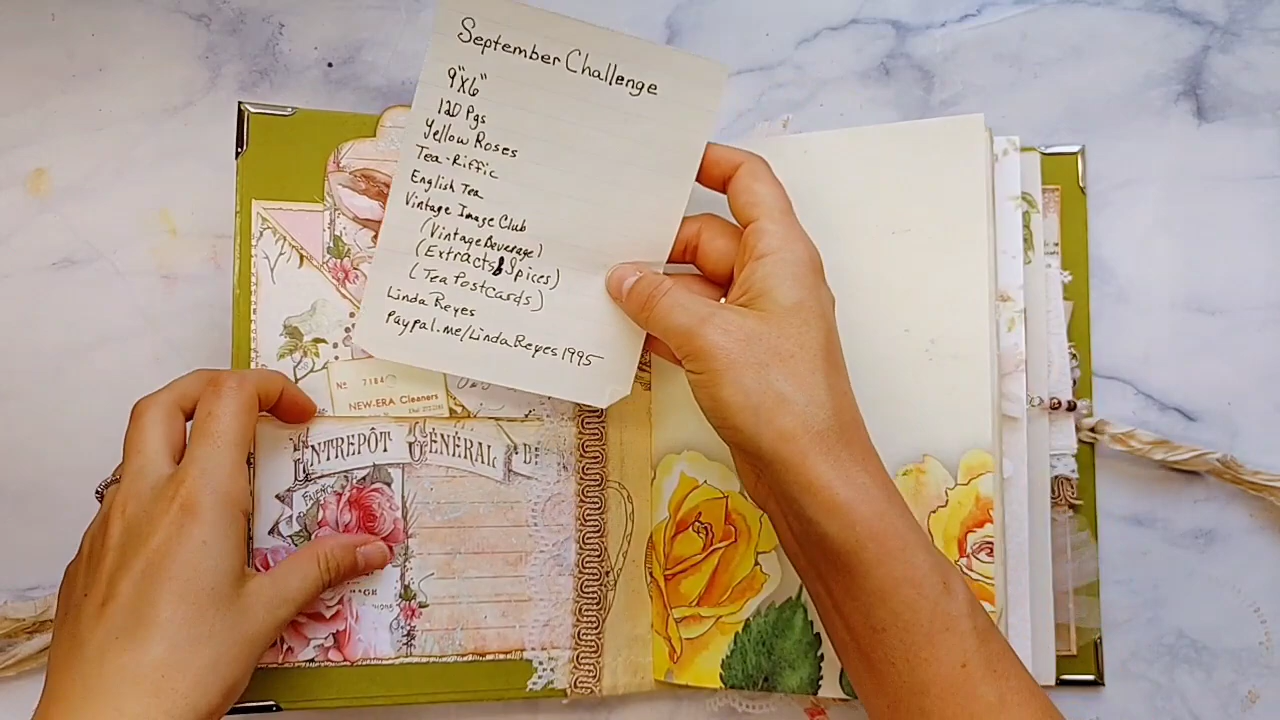 September Challenge
9"X6"
120 Pgs
Yellow Roses
Tea-Riffic
English Tea
Vintage Image Club
(Vintage Beverage)
(Extracts & Spices)
(Tea Postcards)
Linda Reyes
Paypal.me/LindaReyes1995
No 7184
NEW-ERA Cleaners
ENTREPÔT GÉNÉRAL D